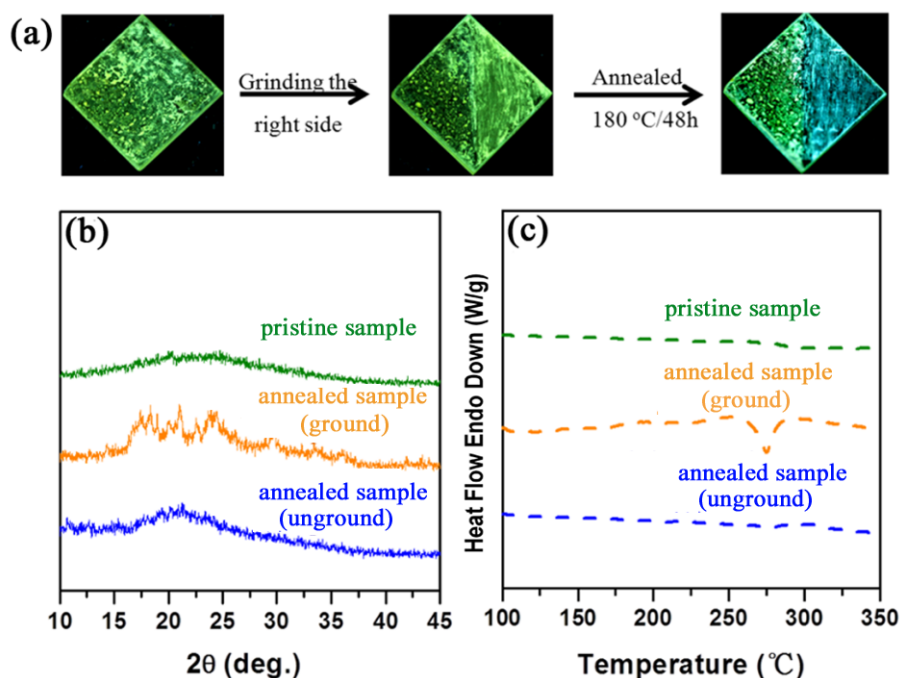 (a)
Grinding the
right side
Annealed
180 °C/48h
(b)
pristine sample
annealed sample
(ground)
annealed sample
(unground)
10 15 20 25 30 35 40 45
2θ (deg.)
(c)
Heat Flow Endo Down (W/g)
pristine sample
annealed sample
(ground)
annealed sample
(unground)
100 150 200 250 300 350
Temperature (℃)